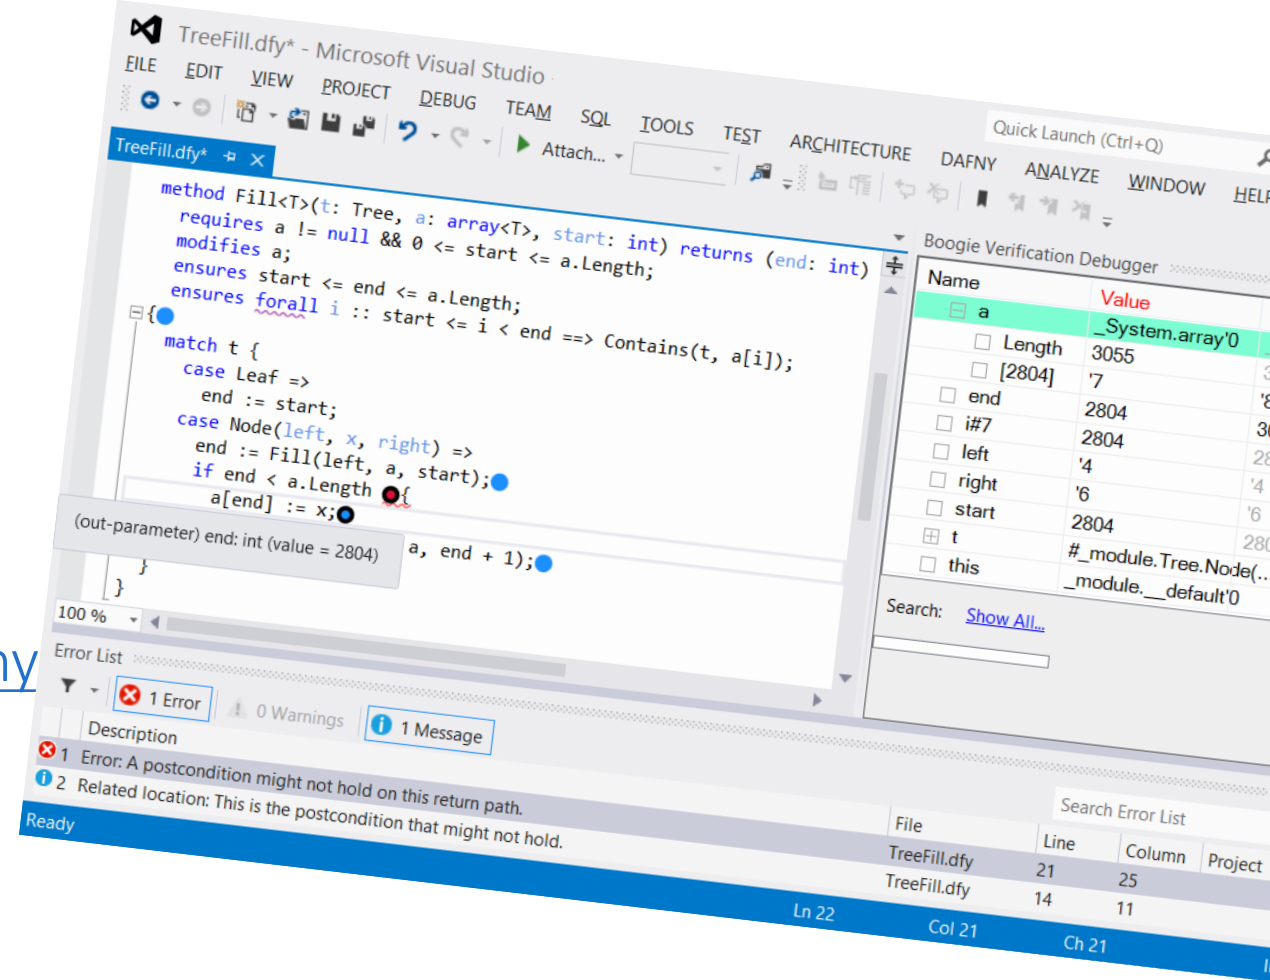 TreeFill.dfy* - Microsoft Visual Studio
FILE EDIT VIEW PROJECT DEBUG TEAM SQL TOOLS TEST ARCHITECTURE DAFNY ANALYZE WINDOW HELP
Quick Launch (Ctrl+Q)
Attach...
TreeFill.dfy*
method Fill<T>(t: Tree, a: array<T>, start: int) returns (end: int)
requires a != null && 0 <= start <= a.Length;
modifies a;
ensures start <= end <= a.Length;
ensures forall i :: start <= i < end ==> Contains(t, a[i]);
{
match t {
case Leaf =>
end := start;
case Node(left, x, right) =>
end := Fill(left, a, start);
if end < a.Length {
a[end] := x;
(out-parameter) end: int (value = 2804)
a, end + 1);
}
}
100 %
Boogie Verification Debugger
Name Value
a _System.array'0
Length 3055
[2804] '7 '8
end 2804
i#7 2804
left '4 '4
right '6 '6
start 2804
t #_module.Tree.Node(...
this _module.__default'0
Search: Show All...
ny
Error List
1 Error 0 Warnings 1 Message
Search Error List
Description File Line Column Project
1 Error: A postcondition might not hold on this return path. TreeFill.dfy 21 25
2 Related location: This is the postcondition that might not hold. TreeFill.dfy 14 11
Ready Ln 22 Col 21 Ch 21